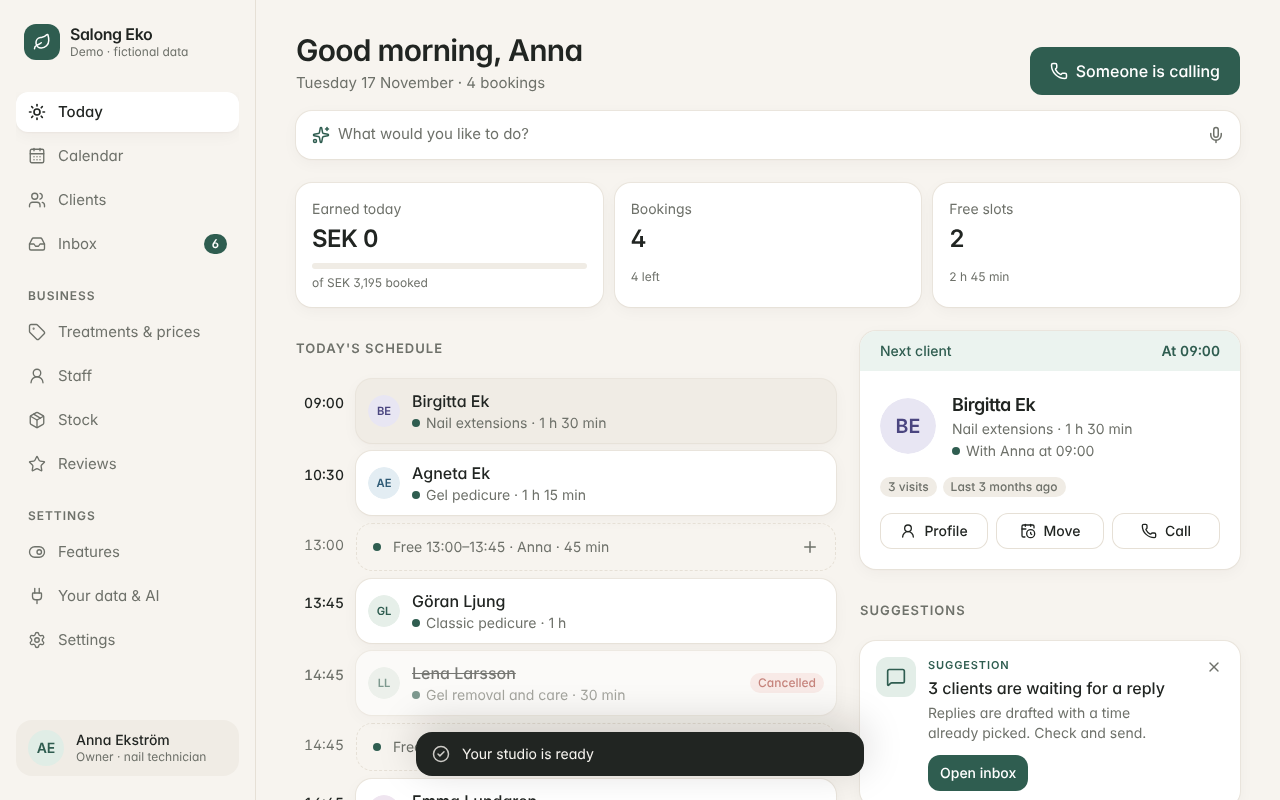 Salong Eko
Demo · fictional data
Today
Calendar
Clients
Inbox
6
BUSINESS
Treatments & prices
Staff
Stock
Reviews
SETTINGS
Features
Your data & AI
Settings
AE
Anna Ekström
Owner · nail technician
Good morning, Anna
Tuesday 17 November · 4 bookings
Someone is calling
What would you like to do?
Earned today
SEK 0
of SEK 3,195 booked
Bookings
4
4 left
Free slots
2
2 h 45 min
TODAY'S SCHEDULE
09:00
BE
Birgitta Ek
Nail extensions · 1 h 30 min
10:30
AE
Agneta Ek
Gel pedicure · 1 h 15 min
13:00
Free 13:00–13:45 · Anna · 45 min
13:45
GL
Göran Ljung
Classic pedicure · 1 h
14:45
LL
Lena Larsson
Gel removal and care · 30 min
Cancelled
14:45
Your studio is ready
Next client
At 09:00
BE
Birgitta Ek
Nail extensions · 1 h 30 min
With Anna at 09:00
3 visits
Last 3 months ago
Profile
Move
Call
SUGGESTIONS
SUGGESTION
3 clients are waiting for a reply
Replies are drafted with a time
already picked. Check and send.
Open inbox